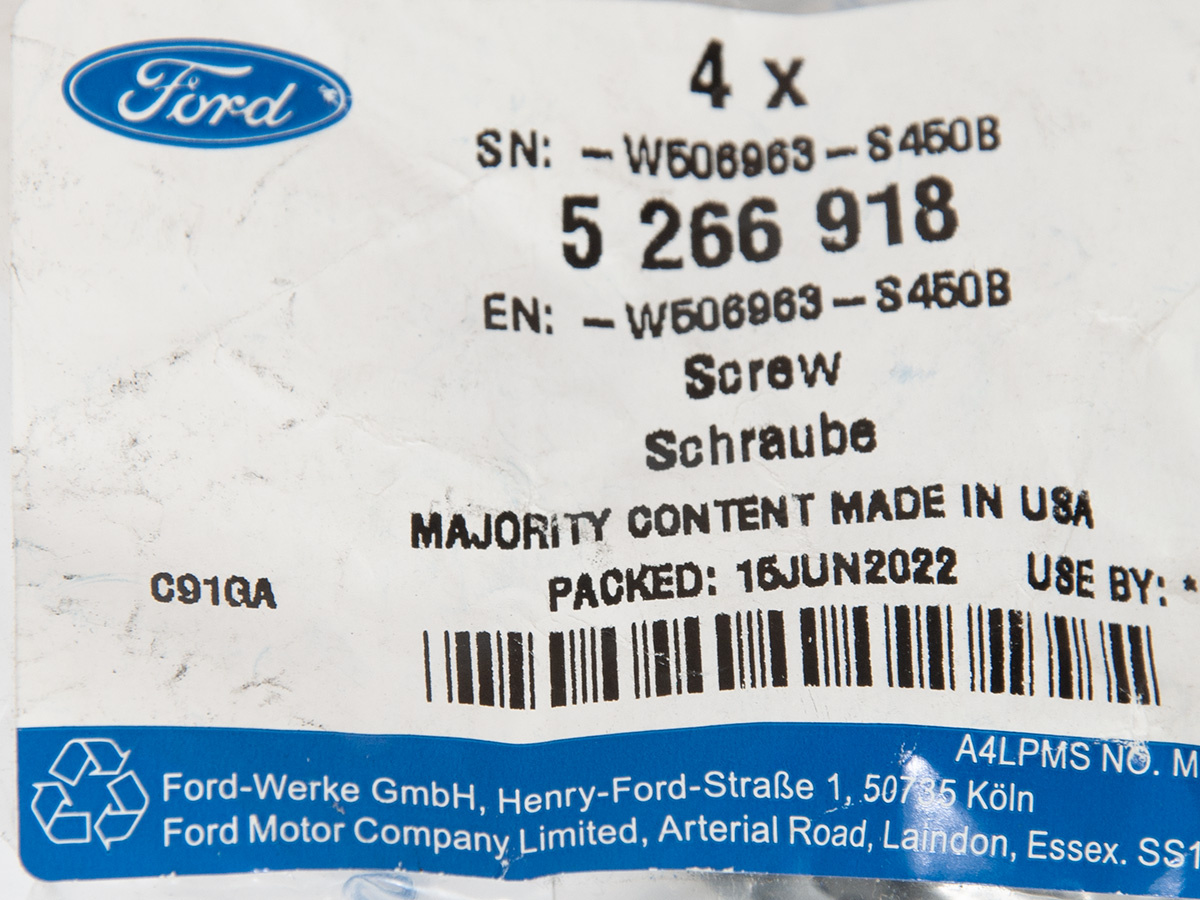 Ford
4 x
SN: -W506963-S450B
5 266 918
EN: -W506963-S450B
Screw
Schraube
MAJORITY CONTENT MADE IN USA
C91GA PACKED: 15JUN2022 USE BY: *
A4LPMS NO. M
Ford-Werke GmbH, Henry-Ford-Straße 1, 50735 Köln
Ford Motor Company Limited, Arterial Road, Laindon, Essex. SS1